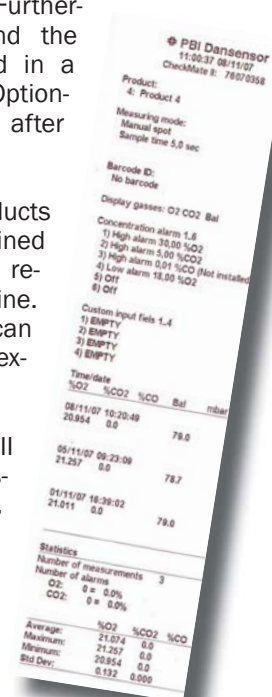 Further-
nd the
d in a
Option-
after
ducts
ined
re-
ine.
can
ex-
ll
s-
PBI Dansensor
11:00:37 08/11/07
CheckMate II: 76070358
Product:
4: Product 4
Measuring mode:
Manual spot
Sample time 5,0 sec
Barcode ID:
No barcode
Display gasses: O2 CO2 Bal
Concentration alarm 1..6
1) High alarm 30,00 %O2
2) High alarm 5,00 %CO2
3) High alarm 0,01 %CO (Not installed
4) Low alarm 18,00 %O2
5) Off
6) Off
Custom input fiels 1..4
1) EMPTY
2) EMPTY
3) EMPTY
4) EMPTY
Time/date
%O2 %CO2 %CO Bal mbar
08/11/07 10:20:49
20.954 0.0 79.0
05/11/07 09:23:09
21.257 0.0 78.7
01/11/07 16:39:02
21.011 0.0 79.0
Statistics
Number of measurements 3
Number of alarms
O2: 0 = 0.0%
CO2: 0 = 0.0%
%O2 %CO2 %CO
Average: 21.074 0.0
Maximum: 21.257 0.0
Minimum: 20.954 0.0
Std Dev: 0.132 0.000